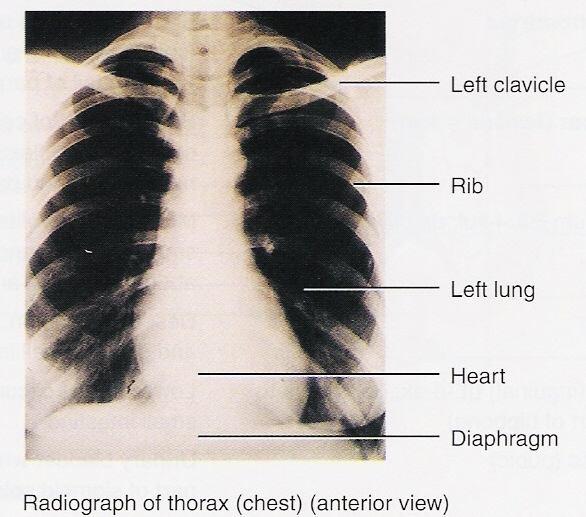 Left clavicle
Rib
Left lung
Heart
Diaphragm
Radiograph of thorax (chest) (anterior view)